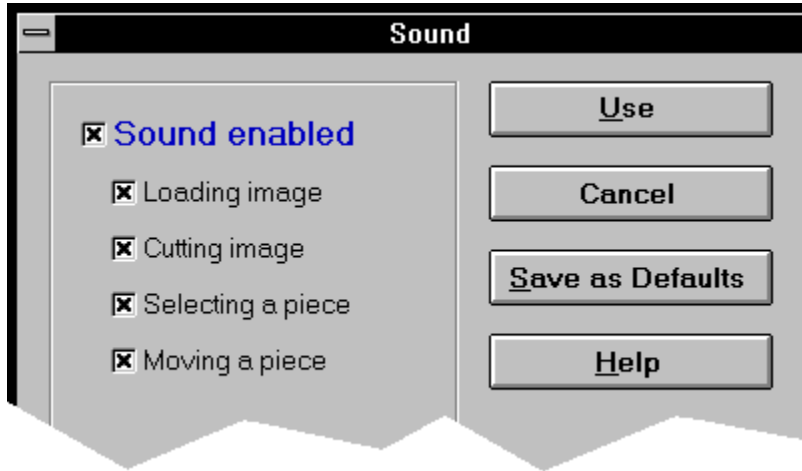 Sound
Sound enabled
Loading image
Cutting image
Selecting a piece
Moving a piece
Use
Cancel
Save as Defaults
Help